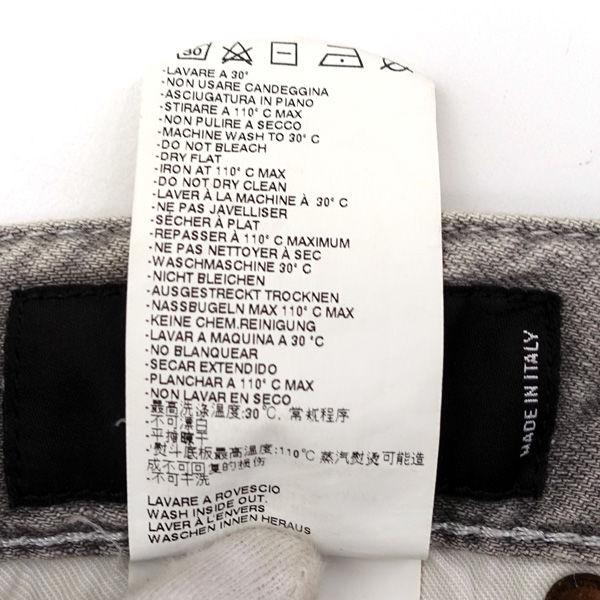 30
-LAVARE A 30°
-NON USARE CANDEGGINA
-ASCIUGATURA IN PIANO
-STIRARE A 110° C MAX
-NON PULIRE A SECCO
-MACHINE WASH TO 30° C
-DO NOT BLEACH
-DRY FLAT
-IRON AT 110° C MAX
-DO NOT DRY CLEAN
-LAVER À LA MACHINE À 30° C
-NE PAS JAVELLISER
-SÉCHER À PLAT
-REPASSER À 110° C MAXIMUM
-NE PAS NETTOYER À SEC
-WASCHMASCHINE 30° C
-NICHT BLEICHEN
-AUSGESTRECKT TROCKNEN
-NASSBUGELN MAX 110° C MAX
-KEINE CHEM.REINIGUNG
-LAVAR A MAQUINA A 30° C
-NO BLANQUEAR
-SECAR EXTENDIDO
-PLANCHAR A 110° C MAX
-NON LAVAR EN SECO
-最高洗涤温度:30℃, 常规程序
-不可漂白
-平摊晾干
-熨斗底板最高温度:110℃ 蒸汽熨烫可能造
成不可回复的损伤
-不可干洗
LAVARE A ROVESCIO
WASH INSIDE OUT,
LAVER À L'ENVERS
WASCHEN INNEN HERAUS
MADE IN ITALY